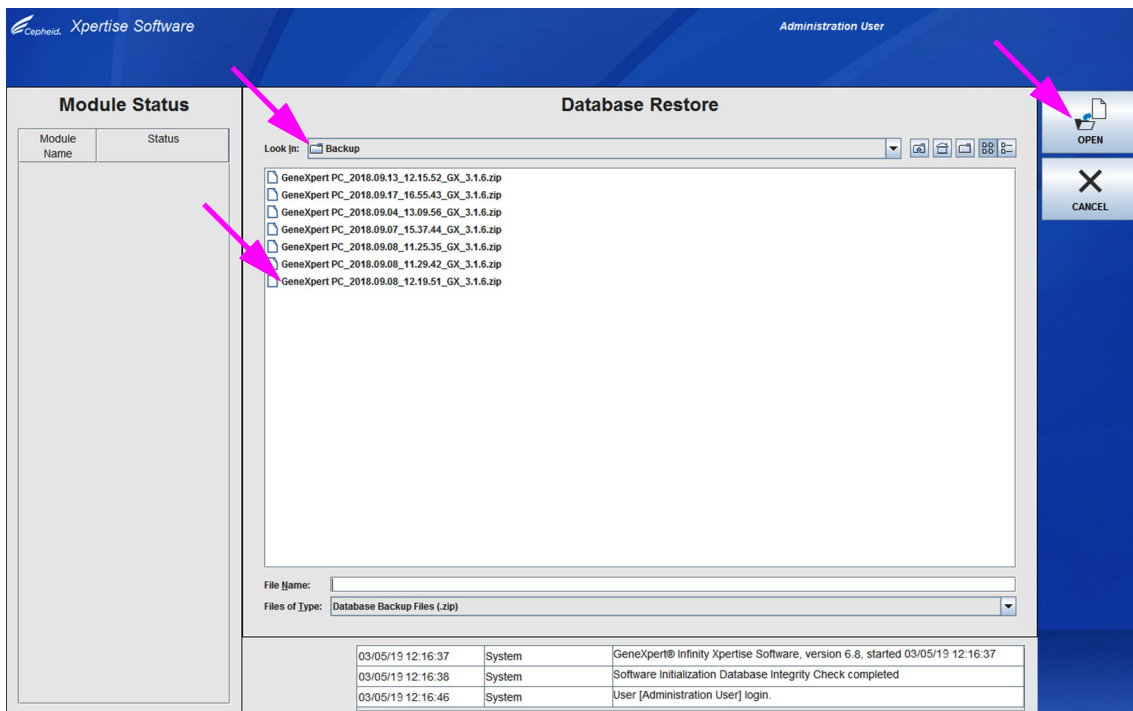 Cepheid. Xpertise Software
Administration User
Module Status
Module Name
Status
Database Restore
Look In: Backup
GeneXpert PC_2018.09.13_12.15.52_GX_3.1.6.zip
GeneXpert PC_2018.09.17_16.55.43_GX_3.1.6.zip
GeneXpert PC_2018.09.04_13.09.56_GX_3.1.6.zip
GeneXpert PC_2018.09.07_15.37.44_GX_3.1.6.zip
GeneXpert PC_2018.09.08_11.25.35_GX_3.1.6.zip
GeneXpert PC_2018.09.08_11.29.42_GX_3.1.6.zip
GeneXpert PC_2018.09.08_12.19.51_GX_3.1.6.zip
File Name:
Files of Type: Database Backup Files (.zip)
OPEN
CANCEL
03/05/19 12:16:37 System GeneXpert® Infinity Xpertise Software, version 6.8, started 03/05/19 12:16:37
03/05/19 12:16:38 System Software Initialization Database Integrity Check completed
03/05/19 12:16:46 System User [Administration User] login.